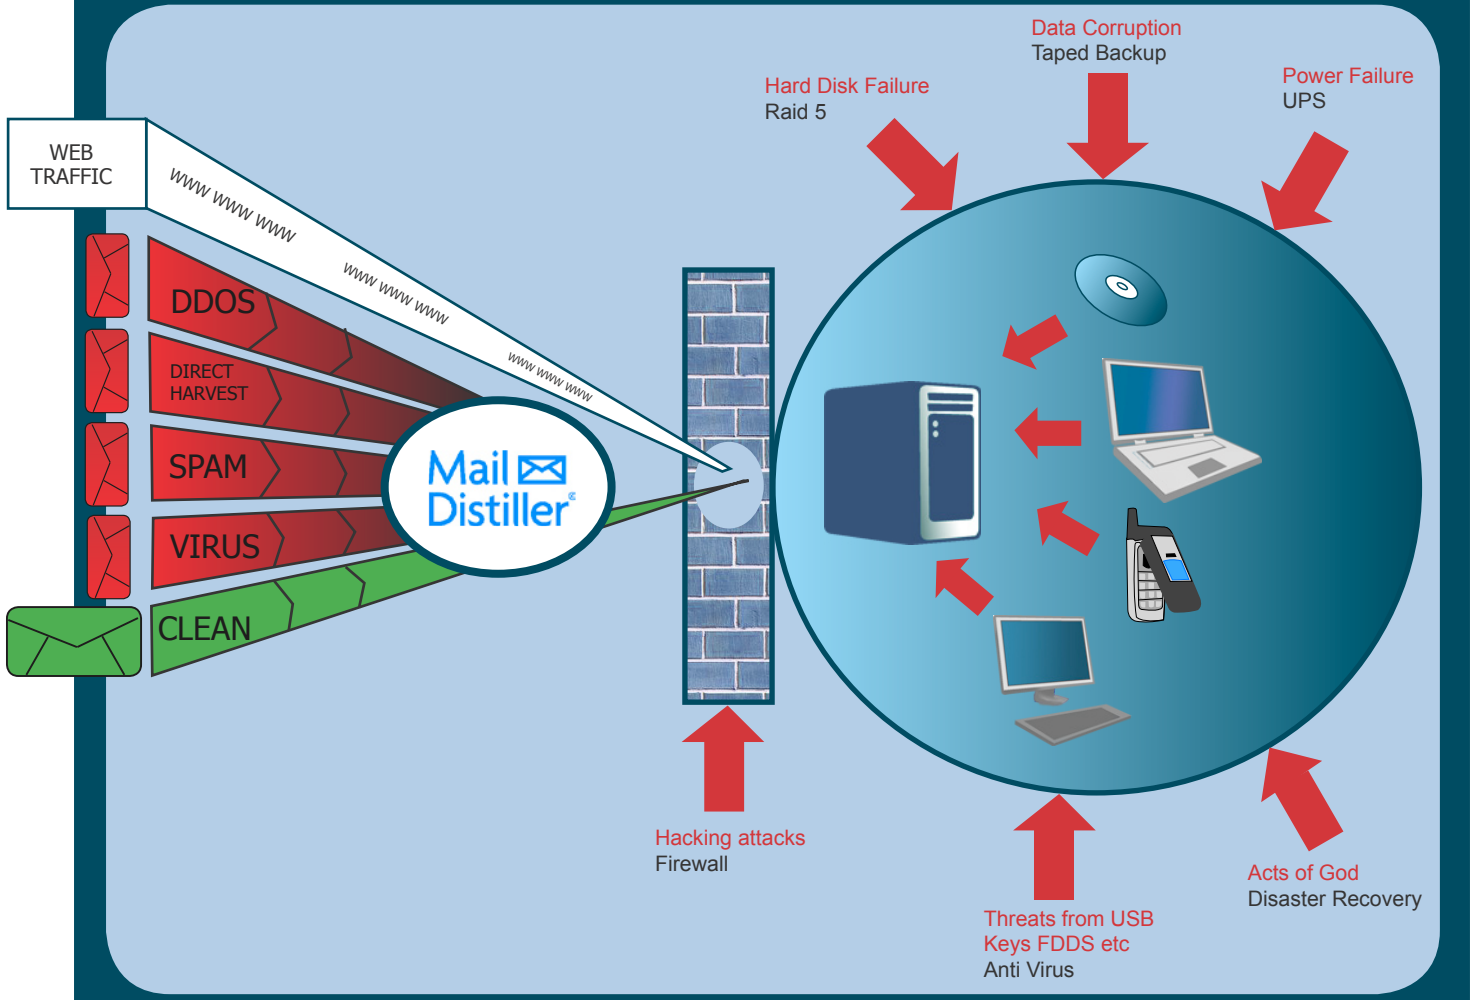 Data Corruption
Taped Backup
Hard Disk Failure
Raid 5
Power Failure
UPS
WEB
TRAFFIC
www www www
www www www
www www www
DDOS
DIRECT
HARVEST
SPAM
VIRUS
CLEAN
Mail
Distiller
Hacking attacks
Firewall
Threats from USB
Keys FDDS etc
Anti Virus
Acts of God
Disaster Recovery